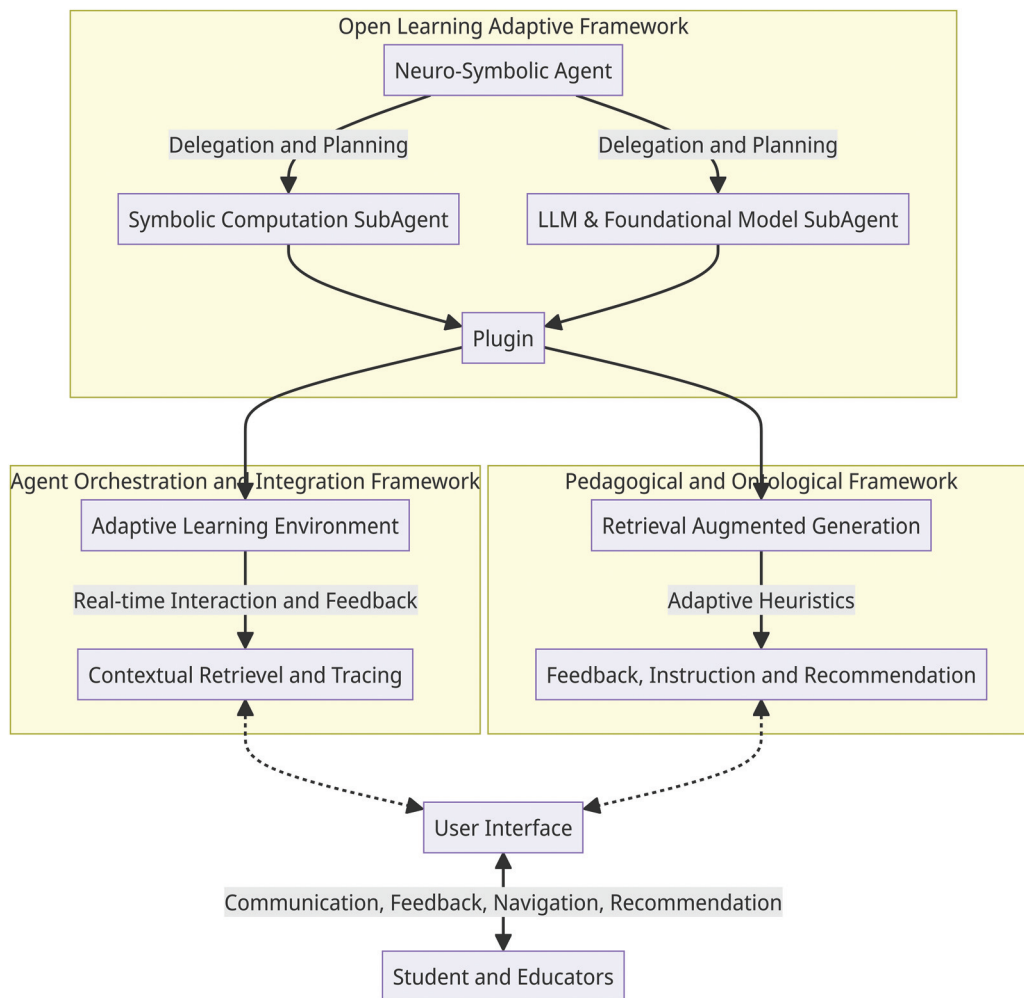 Open Learning Adaptive Framework
Neuro-Symbolic Agent
Delegation and Planning
Delegation and Planning
Symbolic Computation SubAgent
LLM & Foundational Model SubAgent
Plugin
Agent Orchestration and Integration Framework
Pedagogical and Ontological Framework
Adaptive Learning Environment
Retrieval Augmented Generation
Real-time Interaction and Feedback
Adaptive Heuristics
Contextual Retrievel and Tracing
Feedback, Instruction and Recommendation
User Interface
Communication, Feedback, Navigation, Recommendation
Student and Educators